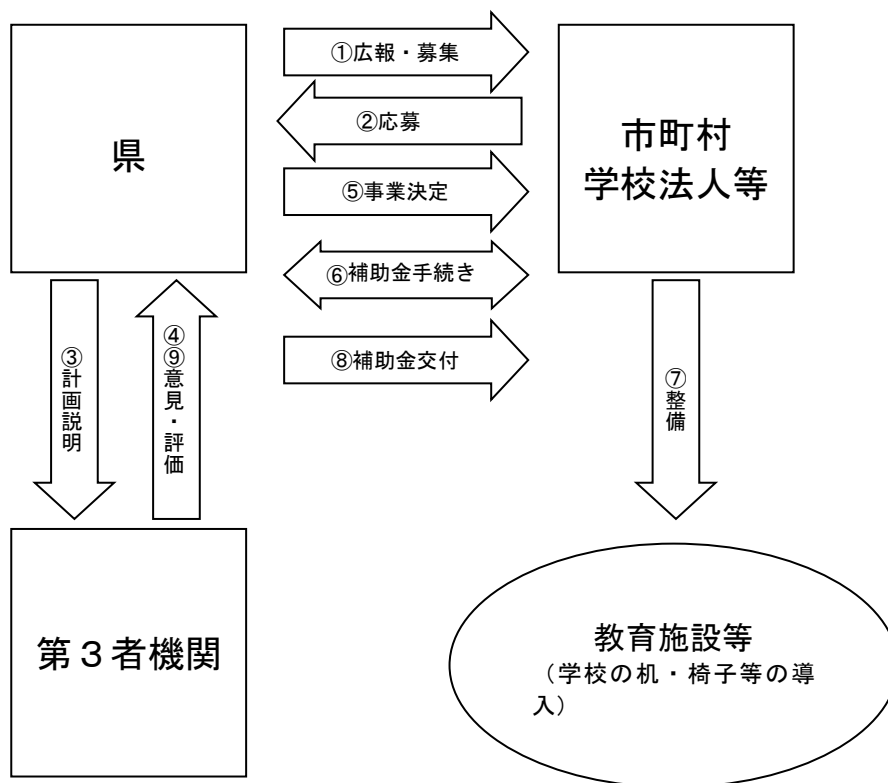 県
①広報・募集
②応募
⑤事業決定
⑥補助金手続き
⑧補助金交付
市町村
学校法人等
③計画説明
④⑨意見・評価
⑦整備
第３者機関
教育施設等
（学校の机・椅子等の導
入）